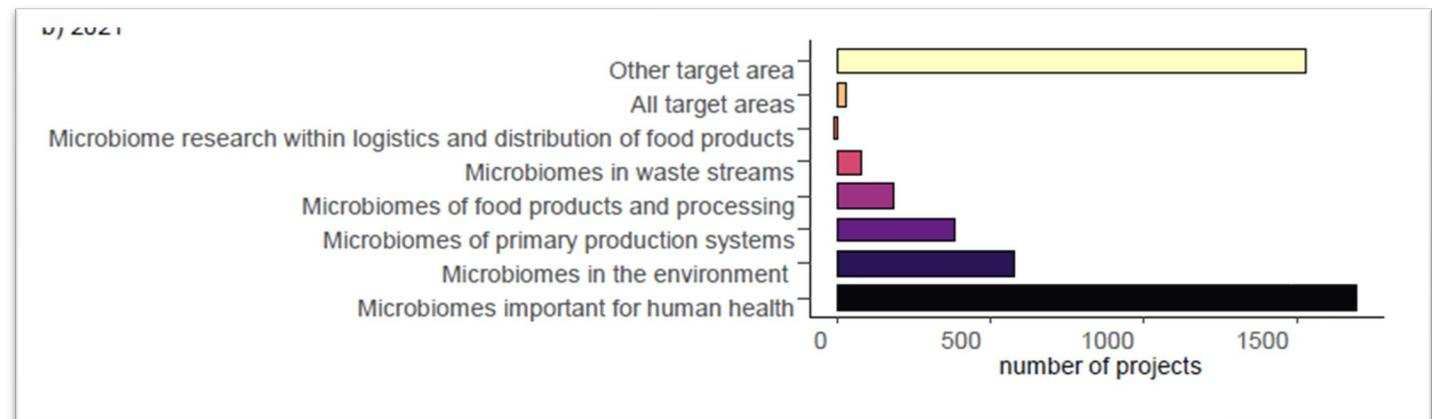 b) 2021
Other target area
All target areas
Microbiome research within logistics and distribution of food products
Microbiomes in waste streams
Microbiomes of food products and processing
Microbiomes of primary production systems
Microbiomes in the environment
Microbiomes important for human health
0 500 1000 1500
number of projects